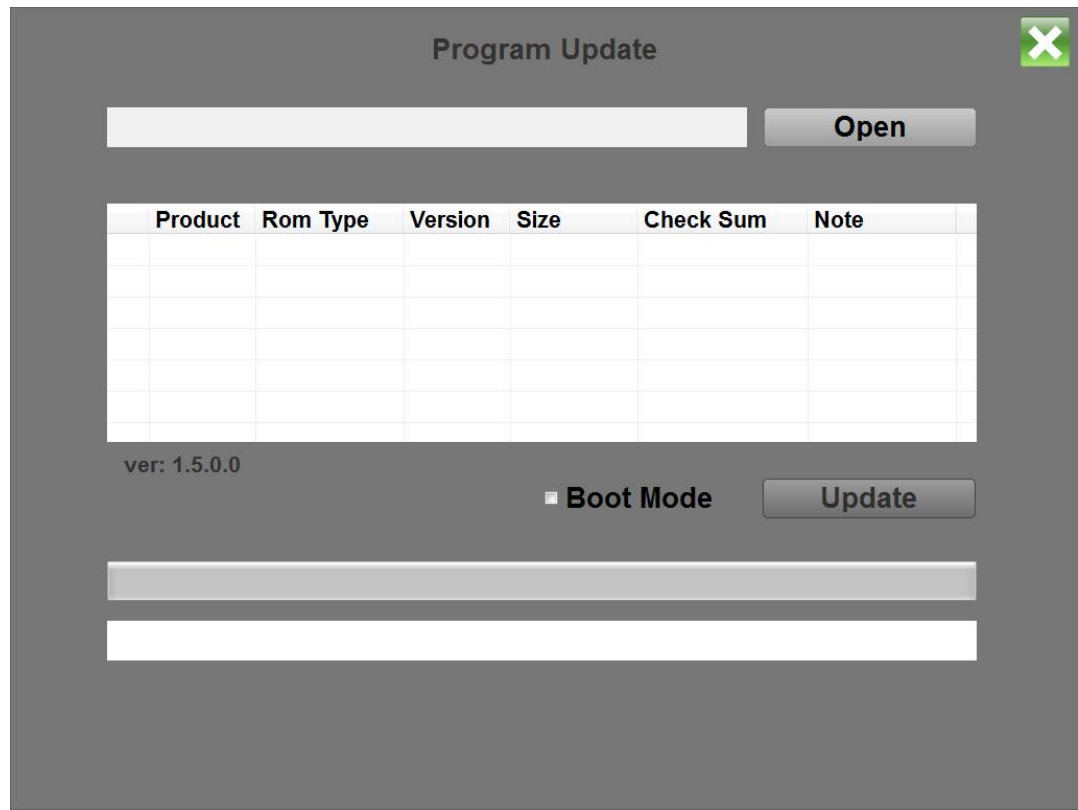 Program Update
Open
Product Rom Type Version Size Check Sum Note
ver: 1.5.0.0
Boot Mode
Update